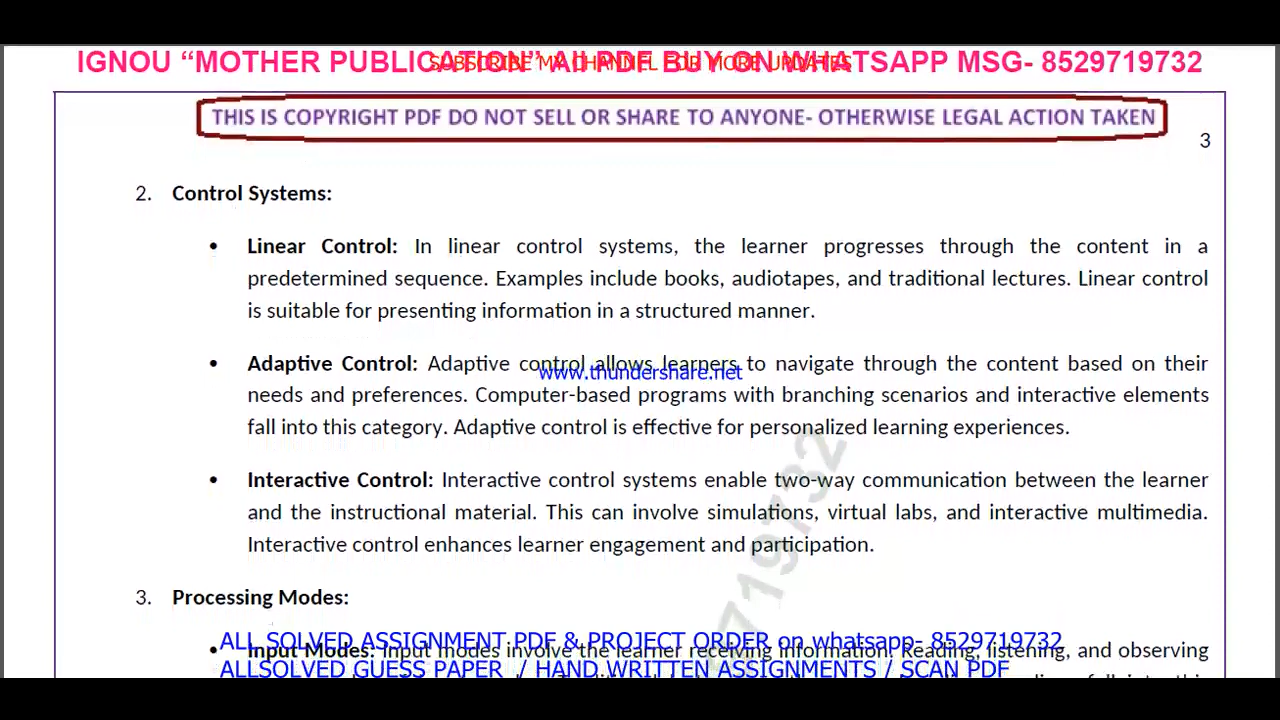 IGNOU “MOTHER PUBLICATION” All PDF BUY ON WHATSAPP MSG- 8529719732
SUBSCRIBE MY CHANNEL FOR MORE UPDATES
THIS IS COPYRIGHT PDF DO NOT SELL OR SHARE TO ANYONE- OTHERWISE LEGAL ACTION TAKEN
3
2. Control Systems:
• Linear Control: In linear control systems, the learner progresses through the content in a
predetermined sequence. Examples include books, audiotapes, and traditional lectures. Linear control
is suitable for presenting information in a structured manner.
• Adaptive Control: Adaptive control allows learners to navigate through the content based on their
www.thundershare.net
needs and preferences. Computer-based programs with branching scenarios and interactive elements
fall into this category. Adaptive control is effective for personalized learning experiences.
• Interactive Control: Interactive control systems enable two-way communication between the learner
and the instructional material. This can involve simulations, virtual labs, and interactive multimedia.
Interactive control enhances learner engagement and participation.
719732
3. Processing Modes:
ALL SOLVED ASSIGNMENT PDF & PROJECT ORDER on whatsapp- 8529719732
• Input Modes: Input modes involve the learner receiving information. Reading, listening, and observing
ALLSOLVED GUESS PAPER / HAND WRITTEN ASSIGNMENTS / SCAN PDF